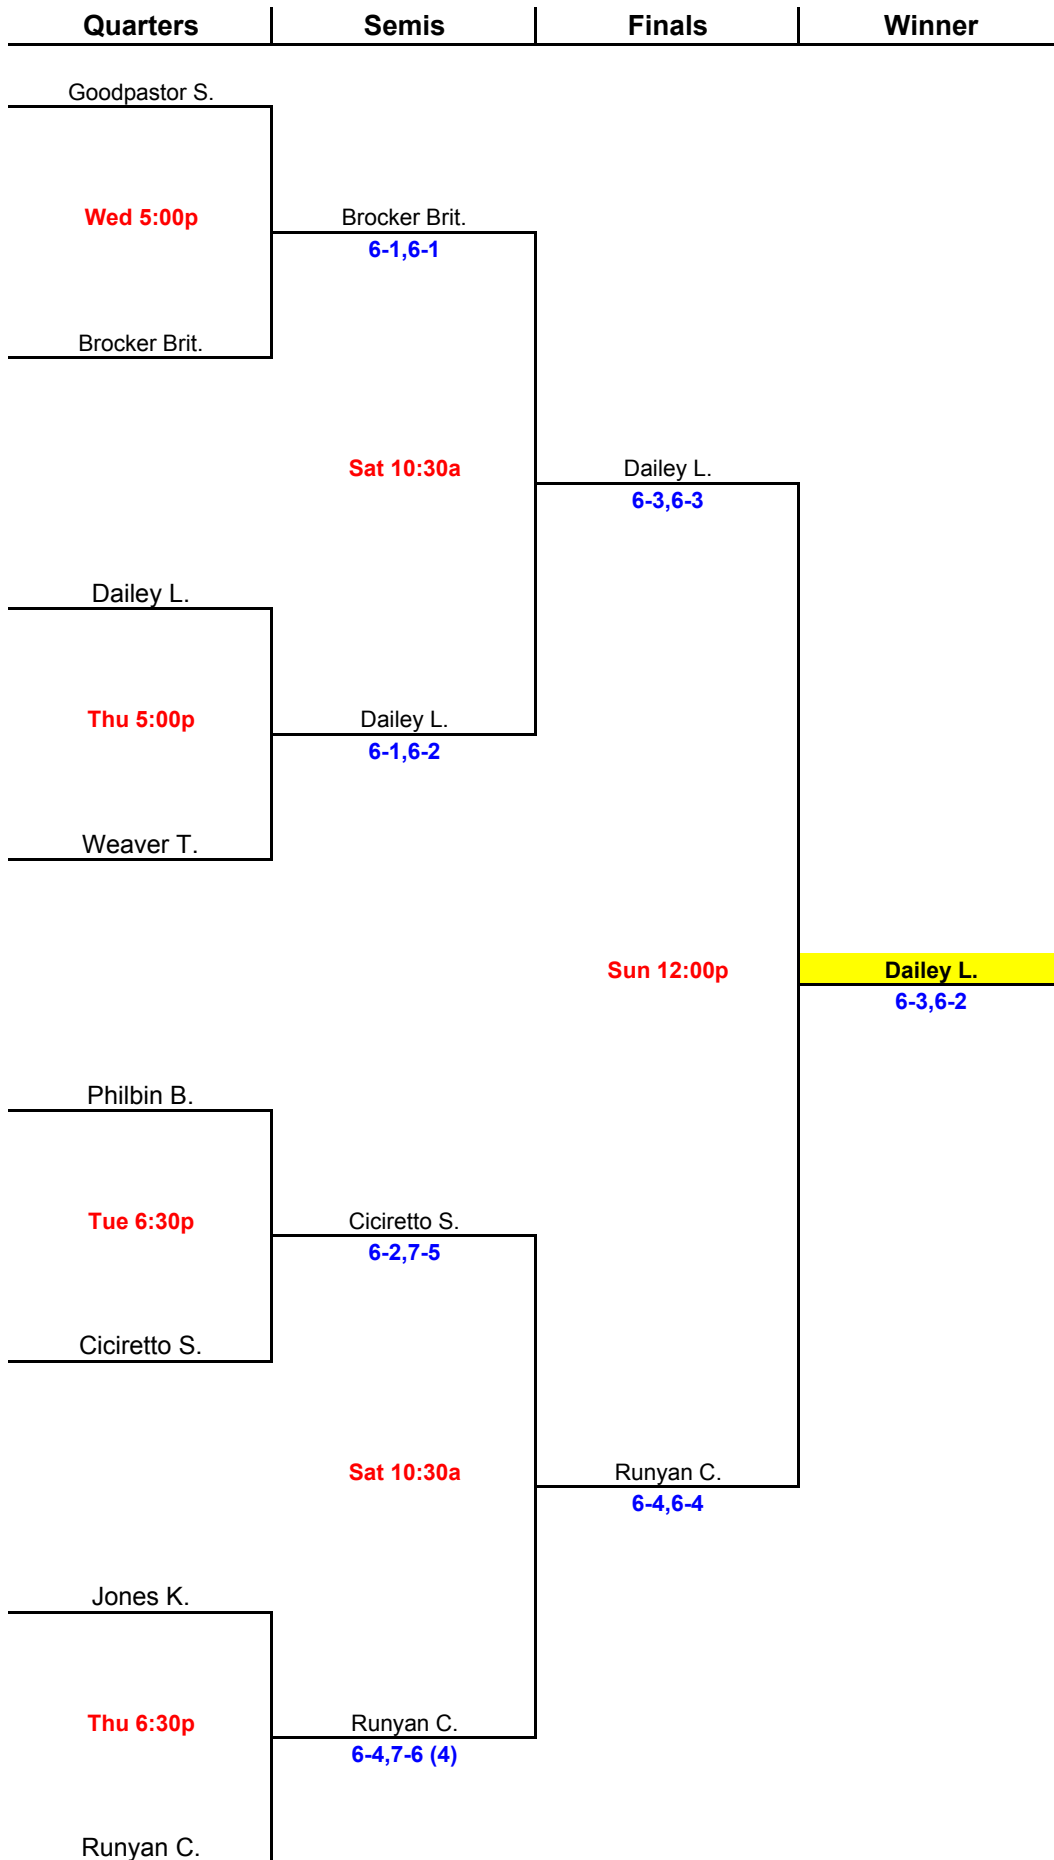 Quarters Semis Finals Winner
Goodpastor S.
Wed 5:00p Brocker Brit.
6-1,6-1
Brocker Brit.
Sat 10:30a Dailey L.
6-3,6-3
Dailey L.
Thu 5:00p Dailey L.
6-1,6-2
Weaver T.
Sun 12:00p Dailey L.
6-3,6-2
Philbin B.
Tue 6:30p Ciciretto S.
6-2,7-5
Ciciretto S.
Sat 10:30a Runyan C.
6-4,6-4
Jones K.
Thu 6:30p Runyan C.
6-4,7-6 (4)
Runyan C.